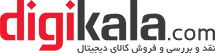 digikala.com
نقد و بررسی و فروش کالای دیجیتال